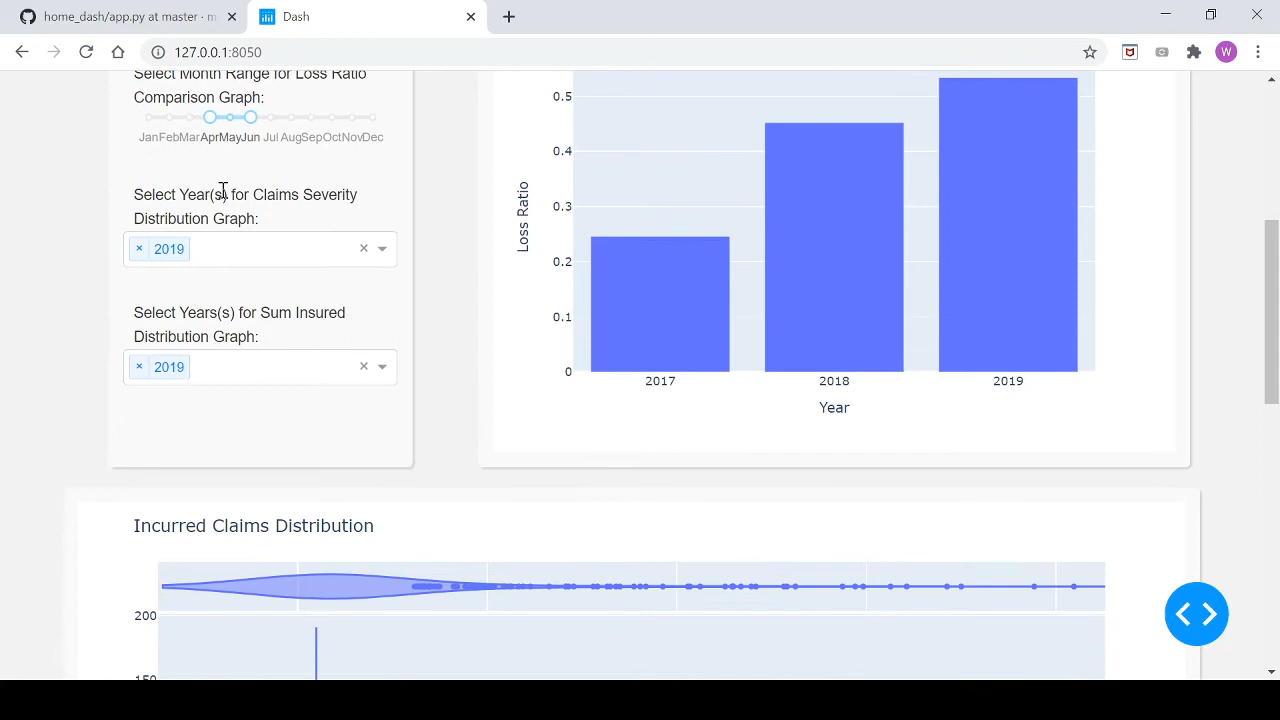 home_dash/app.py at master · m
Dash
127.0.0.1:8050
W
Select Month Range for Loss Ratio
Comparison Graph:
JanFebMarAprMayJun Jul AugSepOctNovDec
Select Year(s) for Claims Severity
Distribution Graph:
× 2019
Select Years(s) for Sum Insured
Distribution Graph:
× 2019
0.5
0.4
0.3
0.2
0.1
0
Loss Ratio
2017 2018 2019
Year
Incurred Claims Distribution
200
150